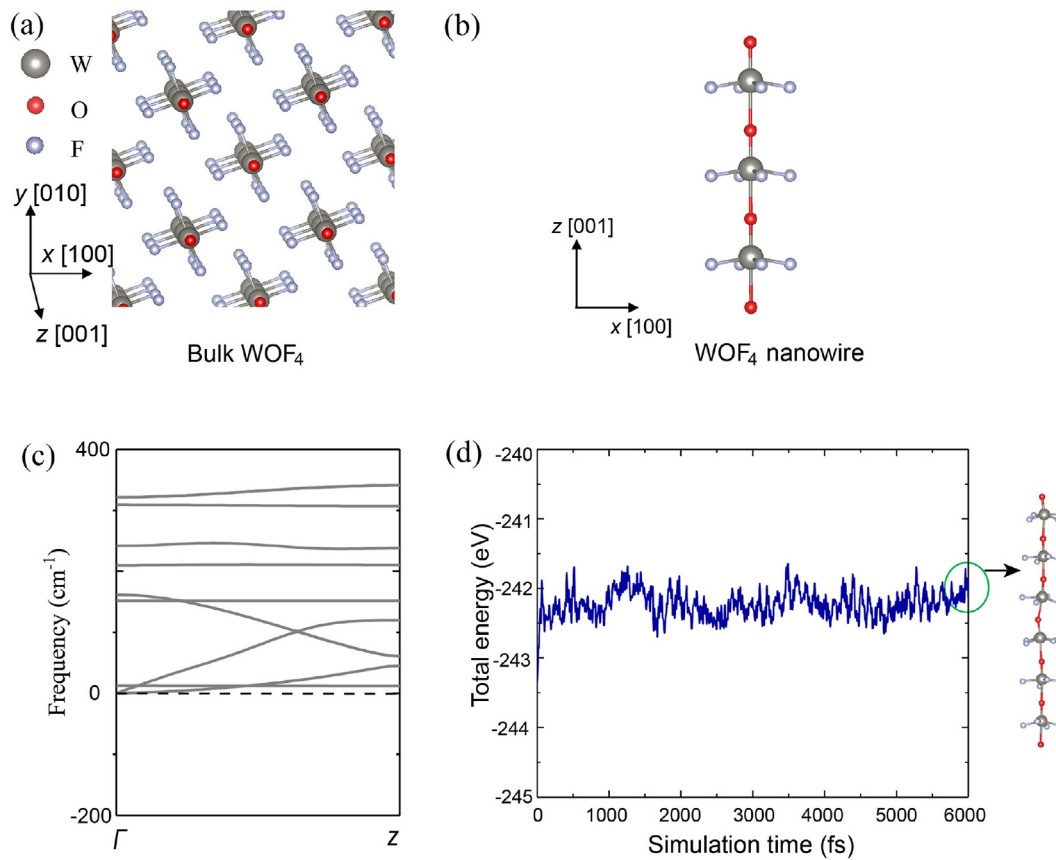 (a)
W
O
F
y [010]
x [100]
z [001]
Bulk WOF₄
(b)
z [001]
x [100]
WOF₄ nanowire
(c)
400
0
-200
Frequency (cm⁻¹)
Γ
z
(d)
-240
-241
-242
-243
-244
-245
Total energy (eV)
0 1000 2000 3000 4000 5000 6000
Simulation time (fs)